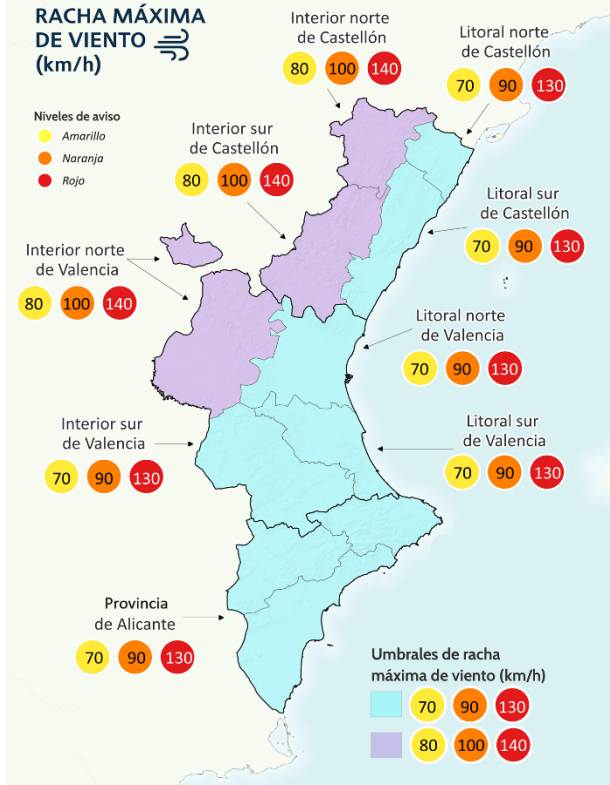 RACHA MÁXIMA
DE VIENTO
(km/h)
Niveles de aviso
Amarillo
Naranja
Rojo
Interior norte
de Castellón
80 100 140
Litoral norte
de Castellón
70 90 130
Interior sur
de Castellón
80 100 140
Litoral sur
de Castellón
70 90 130
Interior norte
de Valencia
80 100 140
Litoral norte
de Valencia
70 90 130
Interior sur
de Valencia
70 90 130
Litoral sur
de Valencia
70 90 130
Provincia
de Alicante
70 90 130
Umbrales de racha
máxima de viento (km/h)
70 90 130
80 100 140